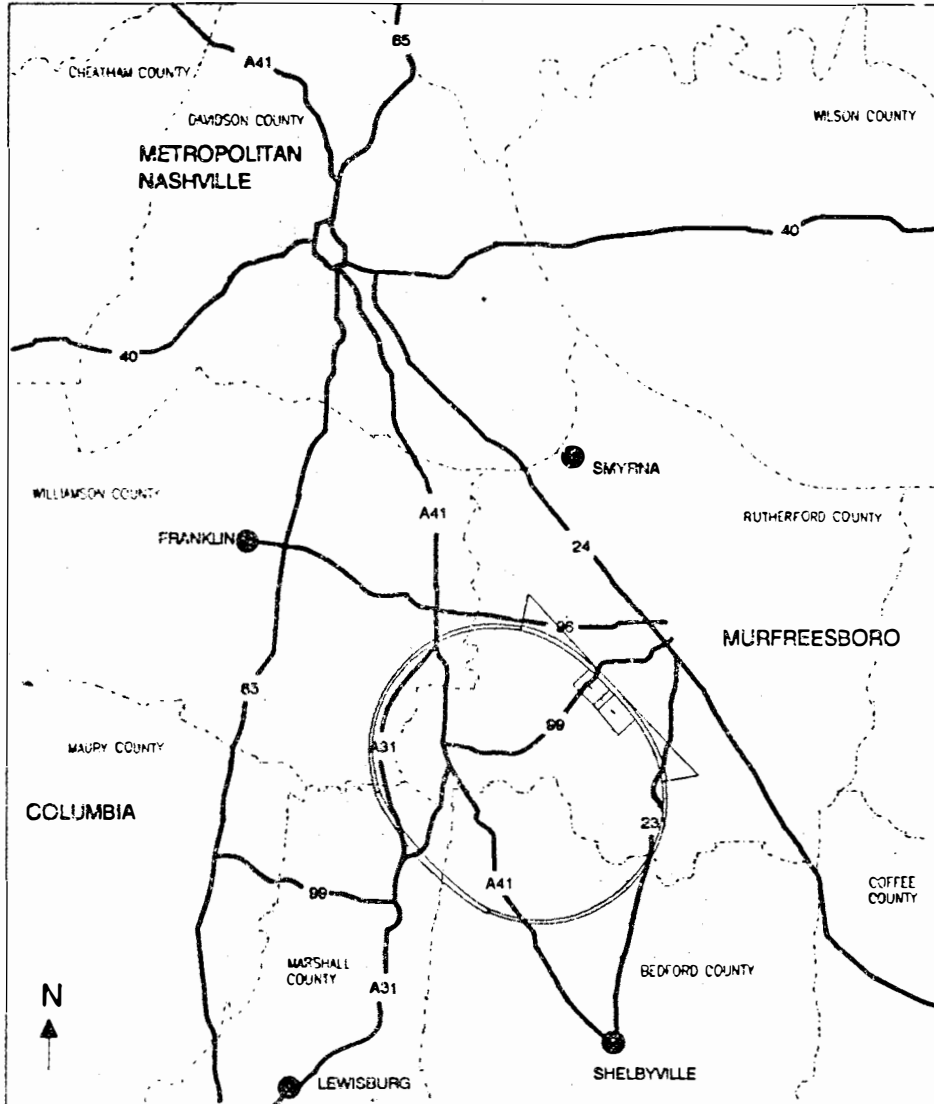 65
A41
CHEATHAM COUNTY
DAVIDSON COUNTY
WILSON COUNTY
METROPOLITAN
NASHVILLE
40
40
SMYRNA
WILLIAMSON COUNTY
A41
RUTHERFORD COUNTY
FRANKLIN
24
96
MURFREESBORO
63
99
MAURY COUNTY
A31
COLUMBIA
23
A41
COFFEE
COUNTY
99
MARSHALL
COUNTY
BEDFORD COUNTY
A31
N
SHELBYVILLE
LEWISBURG